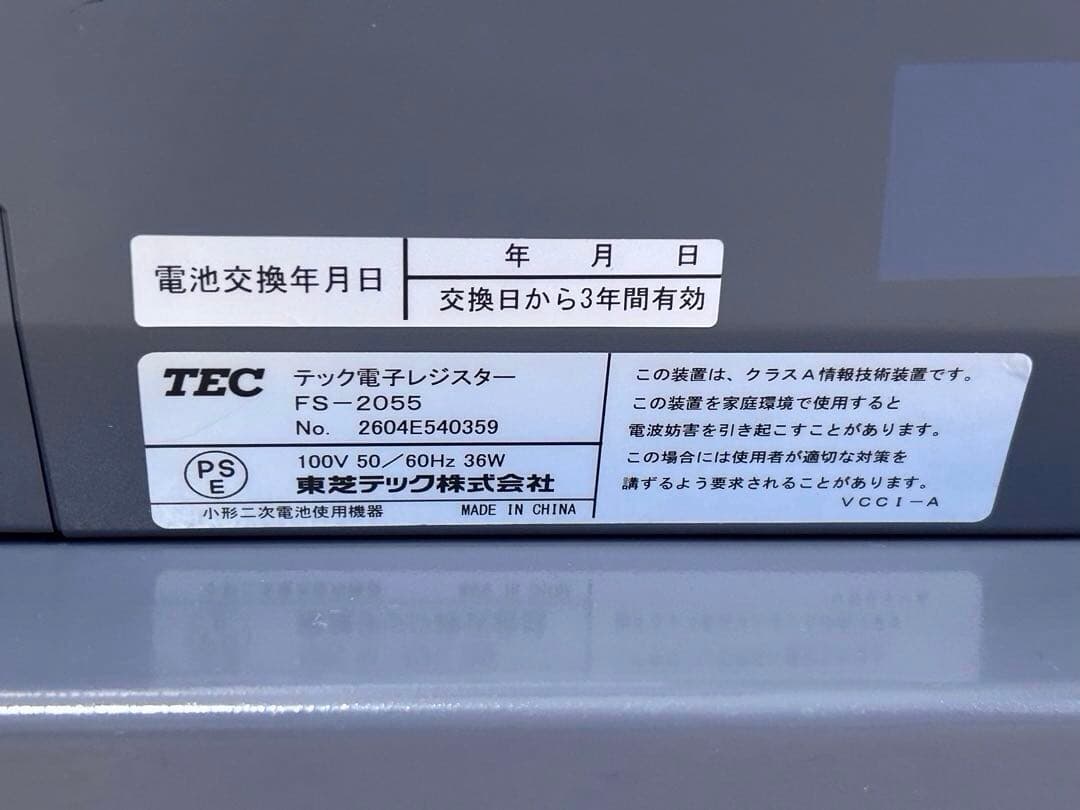 電池交換年月日
年 月 日
交換日から3年間有効
TEC
テック電子レジスター
FS-2055
No. 2604E540359
PSE
100V 50/60Hz 36W
東芝テック株式会社
小形二次電池使用機器
MADE IN CHINA
この装置は、クラスA情報技術装置です。
この装置を家庭環境で使用すると
電波妨害を引き起こすことがあります。
この場合には使用者が適切な対策を
講ずるよう要求されることがあります。
VCCI-A